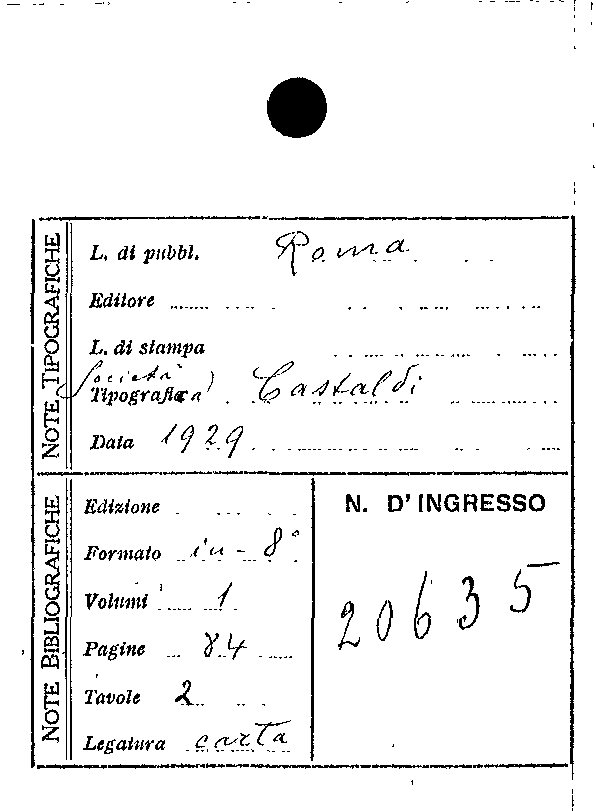 NOTE TIPOGRAFICHE
L. di pubbl. Roma
Editore
L. di stampa
Società
Tipografica) Castaldi
Data 1929
NOTE BIBLIOGRAFICHE
Edizione
Formato in-8°
Volumi 1
Pagine 84
Tavole 2
Legatura carta
N. D'INGRESSO
20635